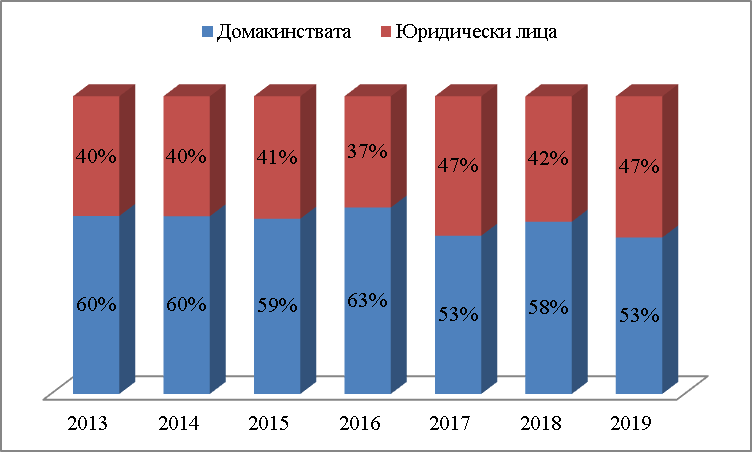 Домакинствата Юридически лица
40% 40% 41% 37% 47% 42% 47%
60% 60% 59% 63% 53% 58% 53%
2013 2014 2015 2016 2017 2018 2019